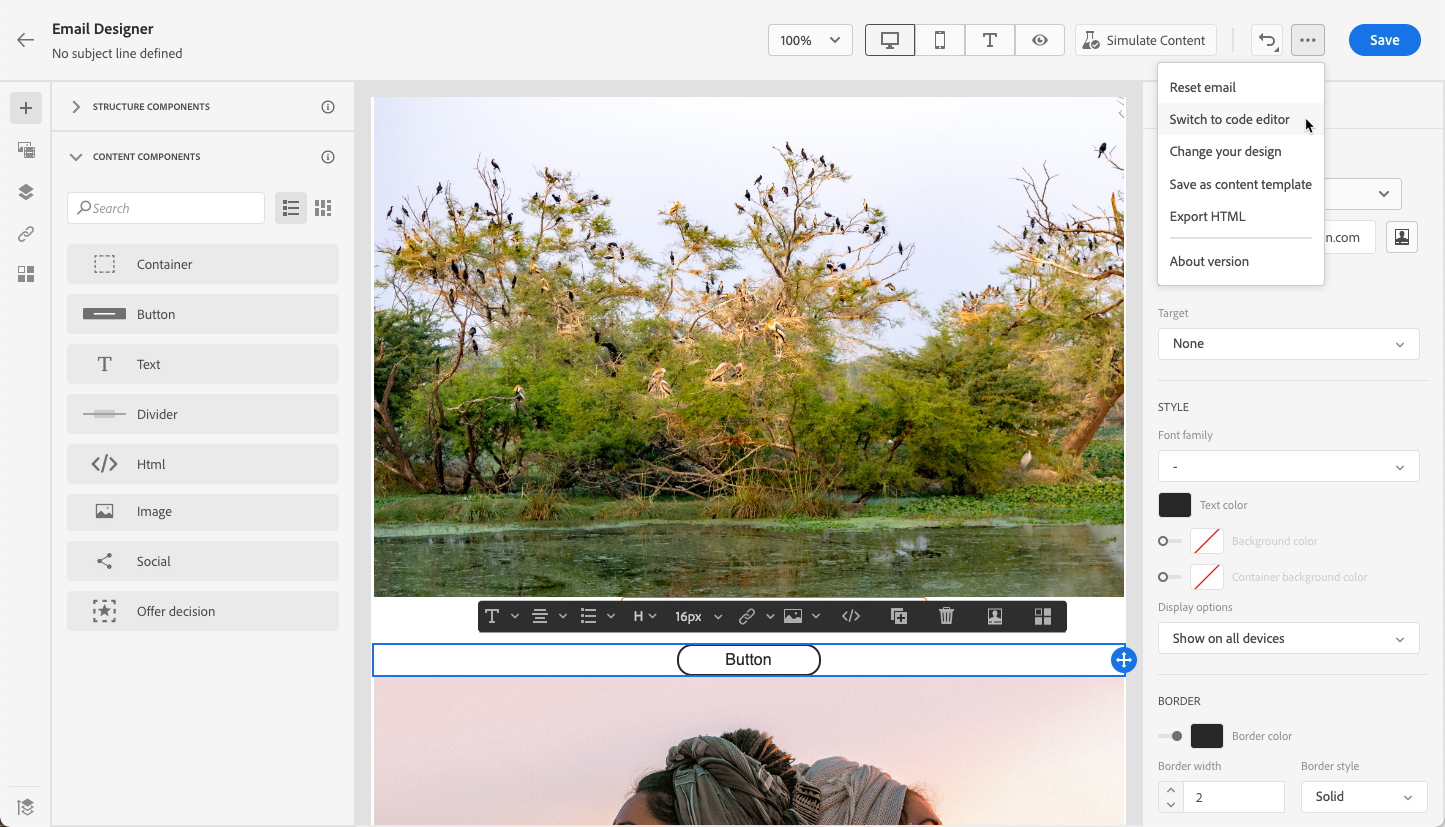 Email Designer
No subject line defined
100%
Simulate Content
Save
Reset email
Switch to code editor
Change your design
Save as content template
Export HTML
About version
STRUCTURE COMPONENTS
CONTENT COMPONENTS
Search
Container
Button
Text
Divider
Html
Image
Social
Offer decision
H
16px
Button
n.com
Target
None
STYLE
Font family
-
Text color
Background color
Container background color
Display options
Show on all devices
BORDER
Border color
Border width
Border style
2
Solid